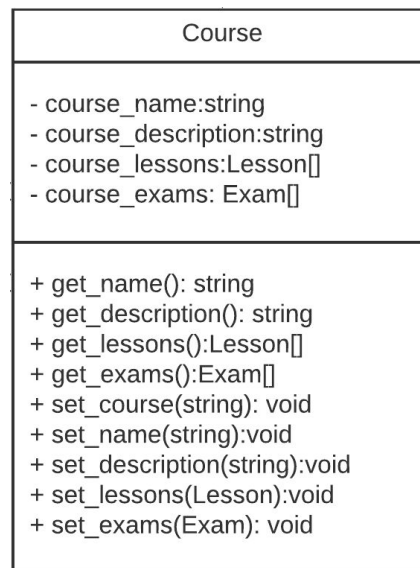 Course
- course_name:string
- course_description:string
- course_lessons:Lesson[]
- course_exams: Exam[]
+ get_name(): string
+ get_description(): string
+ get_lessons():Lesson[]
+ get_exams():Exam[]
+ set_course(string): void
+ set_name(string):void
+ set_description(string):void
+ set_lessons(Lesson):void
+ set_exams(Exam): void